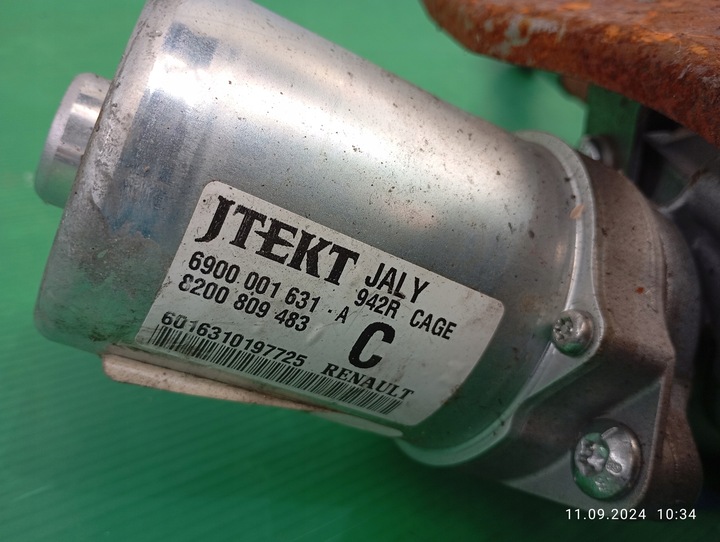 JTEKT JALY
6900 001 631 -A 942R CAGE
8200 809 483 C
6016310197725 RENAULT
11.09.2024 10:34